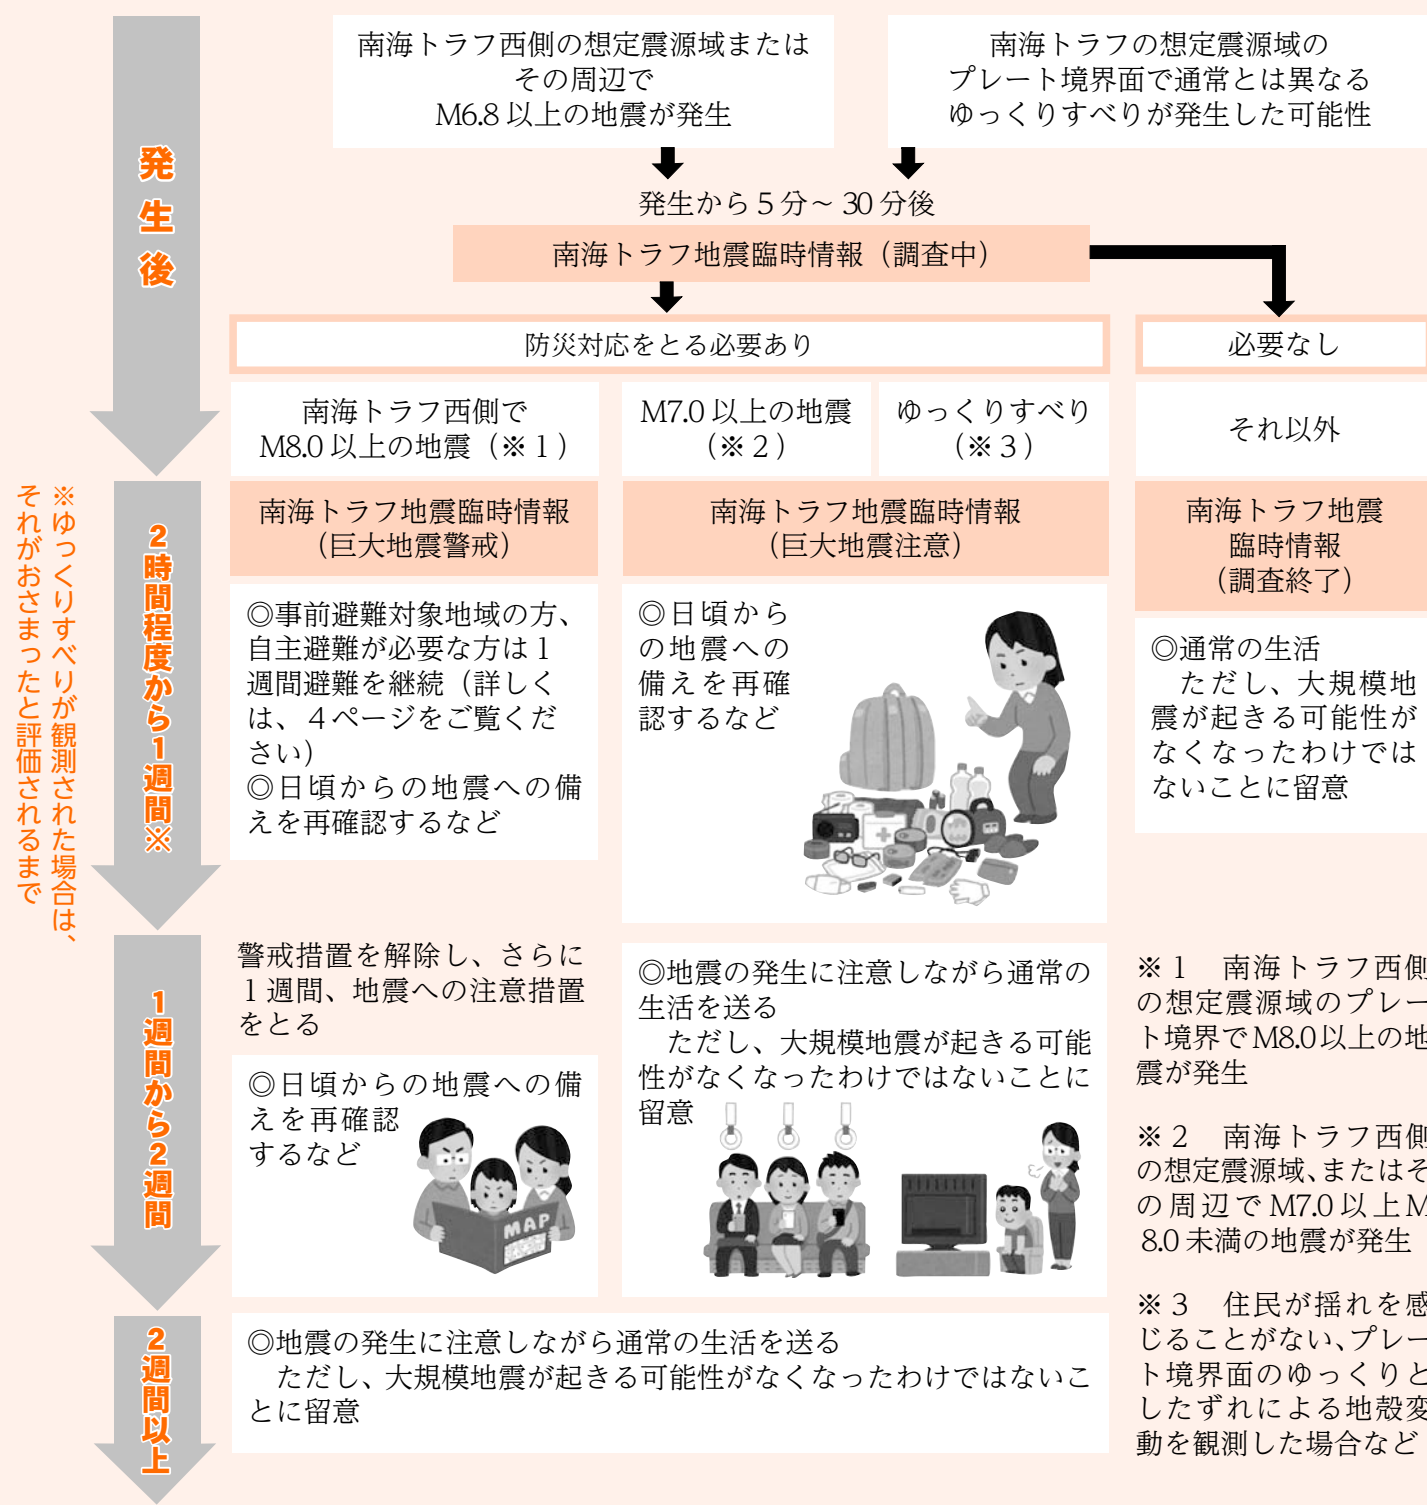 発生後
南海トラフ西側の想定震源域または
その周辺で
M6.8以上の地震が発生
南海トラフの想定震源域の
プレート境界面で通常とは異なる
ゆっくりすべりが発生した可能性
発生から5分～30分後
南海トラフ地震臨時情報（調査中）
防災対応をとる必要あり
必要なし
南海トラフ西側で
M8.0以上の地震（※1）
M7.0以上の地震
（※2）
ゆっくりすべり
（※3）
それ以外
2時間程度から1週間※
※ゆっくりすべりが観測された場合は、
それがおさまったと評価されるまで
南海トラフ地震臨時情報
（巨大地震警戒）
南海トラフ地震臨時情報
（巨大地震注意）
南海トラフ地震
臨時情報
（調査終了）
◎事前避難対象地域の方、
自主避難が必要な方は1
週間避難を継続（詳しく
は、4ページをご覧くだ
さい）
◎日頃からの地震への備
えを再確認するなど
◎日頃から
の地震への
備えを再確
認するなど
◎通常の生活
ただし、大規模地
震が起きる可能性が
なくなったわけでは
ないことに留意
1週間から2週間
警戒措置を解除し、さらに
1週間、地震への注意措置
をとる
◎日頃からの地震への備
えを再確認
するなど
MAP
◎地震の発生に注意しながら通常の
生活を送る
ただし、大規模地震が起きる可能
性がなくなったわけではないことに
留意
2週間以上
◎地震の発生に注意しながら通常の生活を送る
ただし、大規模地震が起きる可能性がなくなったわけではないこ
とに留意
※1　南海トラフ西側
の想定震源域のプレー
ト境界でM8.0以上の地
震が発生
※2　南海トラフ西側
の想定震源域、またはそ
の周辺でM7.0以上M
8.0未満の地震が発生
※3　住民が揺れを感
じることがない、プレー
ト境界面のゆっくりと
したずれによる地殻変
動を観測した場合など